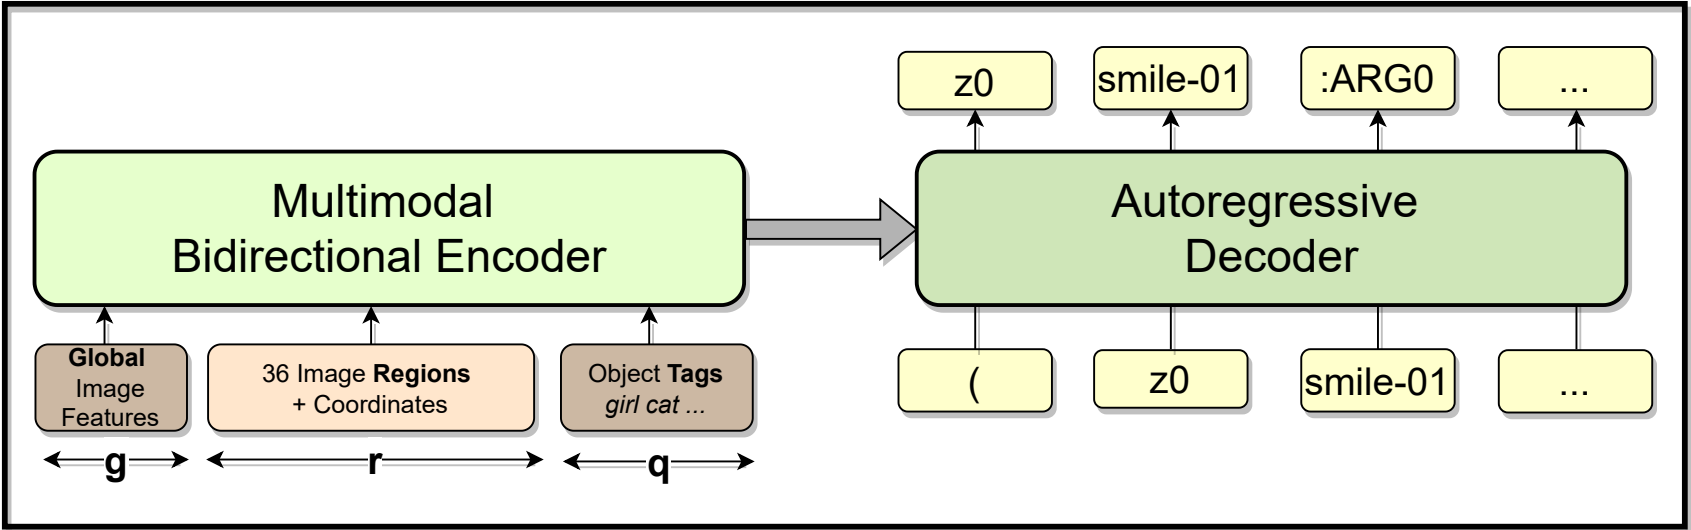 z0
smile-01
:ARG0
...
Multimodal
Bidirectional Encoder
Autoregressive
Decoder
Global
Image
Features
36 Image Regions
+ Coordinates
Object Tags
girl cat ...
(
z0
smile-01
...
g
r
q